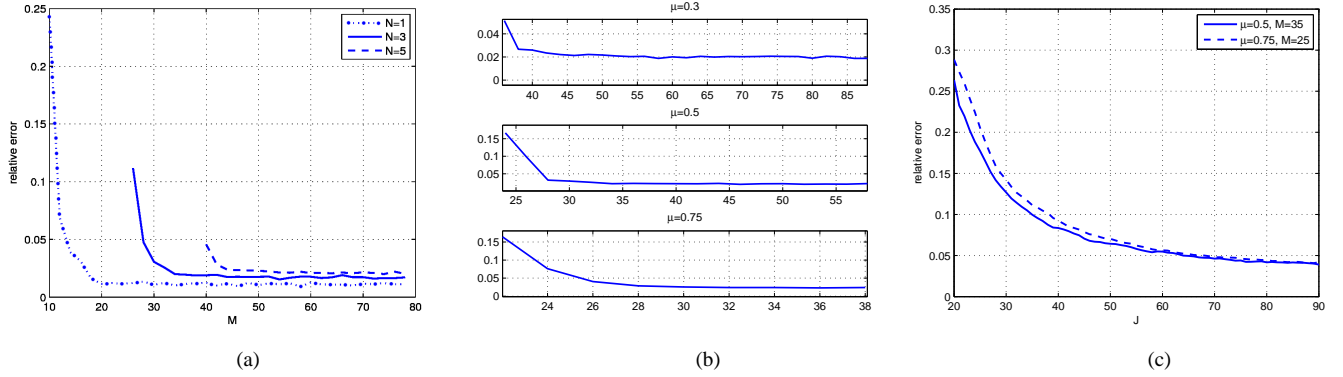 N=1
N=3
N=5
0.25
0.2
0.15
0.1
0.05
0
relative error
10 20 30 40 50 60 70 80
M
(a)
μ=0.3
0.04
0.02
0
40 45 50 55 60 65 70 75 80 85
μ=0.5
0.15
0.1
0.05
25 30 35 40 45 50 55
μ=0.75
0.15
0.1
0.05
0
24 26 28 30 32 34 36 38
(b)
μ=0.5, M=35
μ=0.75, M=25
0.35
0.3
0.25
0.2
0.15
0.1
0.05
0
relative error
20 30 40 50 60 70 80 90
J
(c)